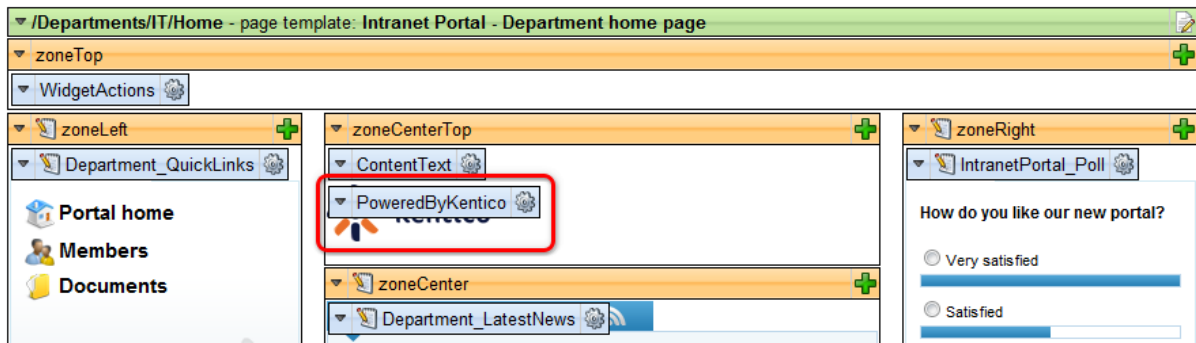 /Departments/IT/Home - page template: Intranet Portal - Department home page
zoneTop
WidgetActions
zoneLeft
Department_QuickLinks
Portal home
Members
Documents
zoneCenterTop
ContentText
PoweredByKentico
zoneCenter
Department_LatestNews
zoneRight
IntranetPortal_Poll
How do you like our new portal?
Very satisfied
Satisfied